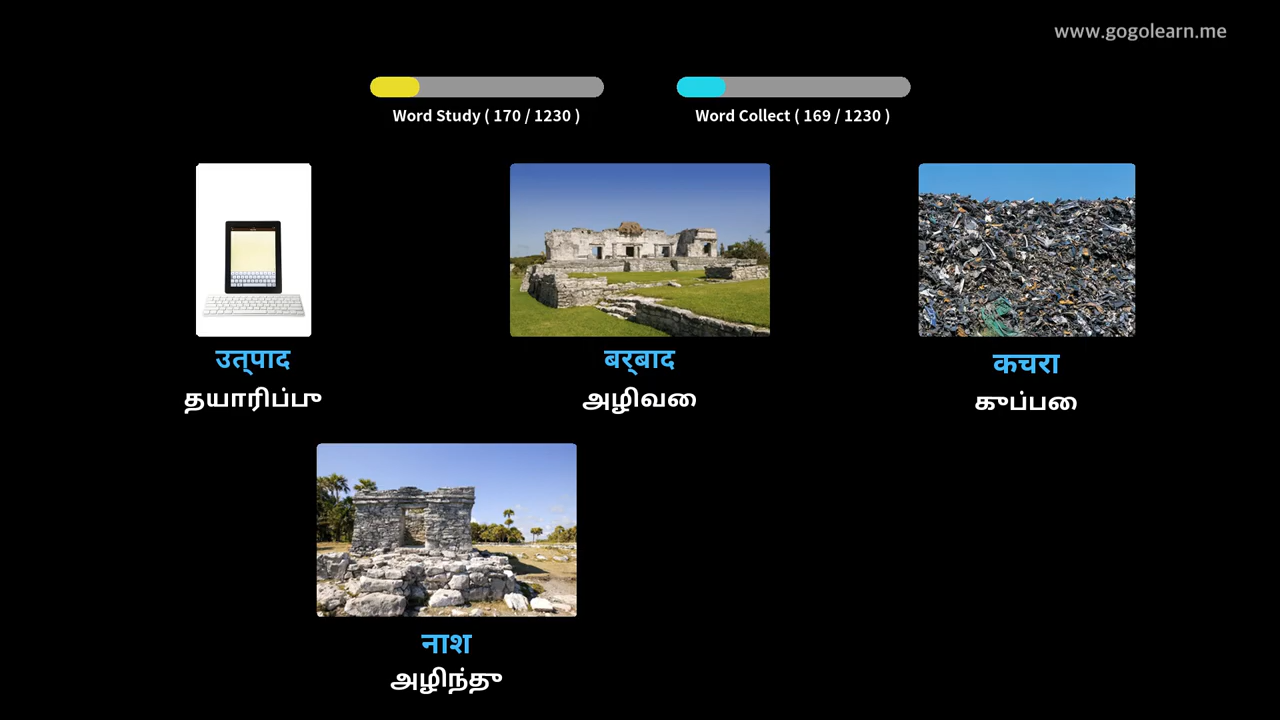 www.gogolearn.me
Word Study ( 170 / 1230 )
Word Collect ( 169 / 1230 )
उत्‌पाद
தயாரிப்பு
बर्‌बाद
அழிவை
कचरा
குப்பை
नाश
அழிந்து